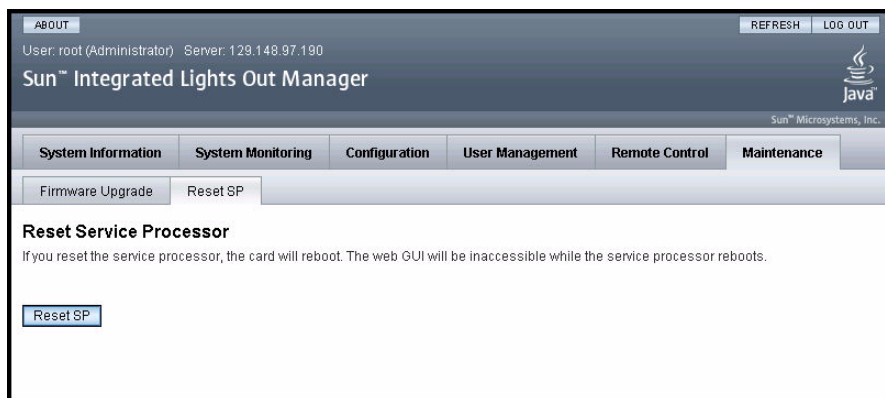 ABOUT
REFRESH LOG OUT
User: root (Administrator) Server: 129.148.97.190
Sun™ Integrated Lights Out Manager
Java™
Sun™ Microsystems, Inc.
System Information System Monitoring Configuration User Management Remote Control Maintenance
Firmware Upgrade Reset SP
Reset Service Processor
If you reset the service processor, the card will reboot. The web GUI will be inaccessible while the service processor reboots.
Reset SP